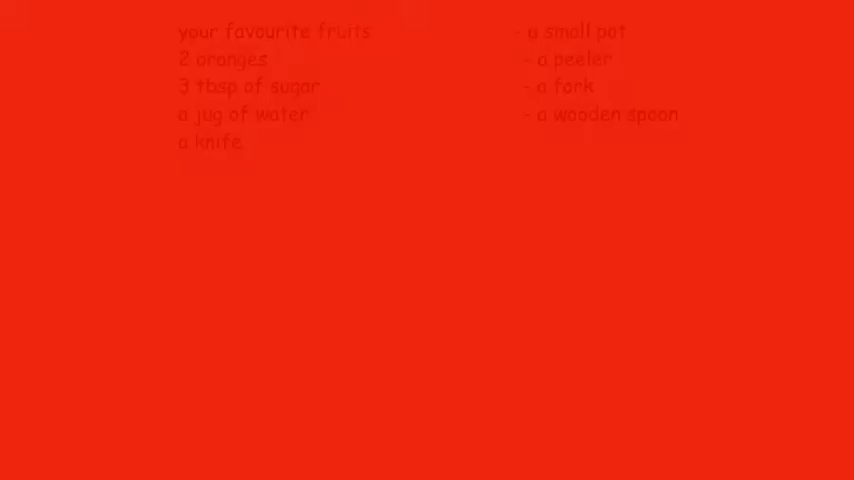 your favourite fruits
2 oranges
3 tbsp of sugar
a jug of water
a knife
- a small pot
- a peeler
- a fork
- a wooden spoon